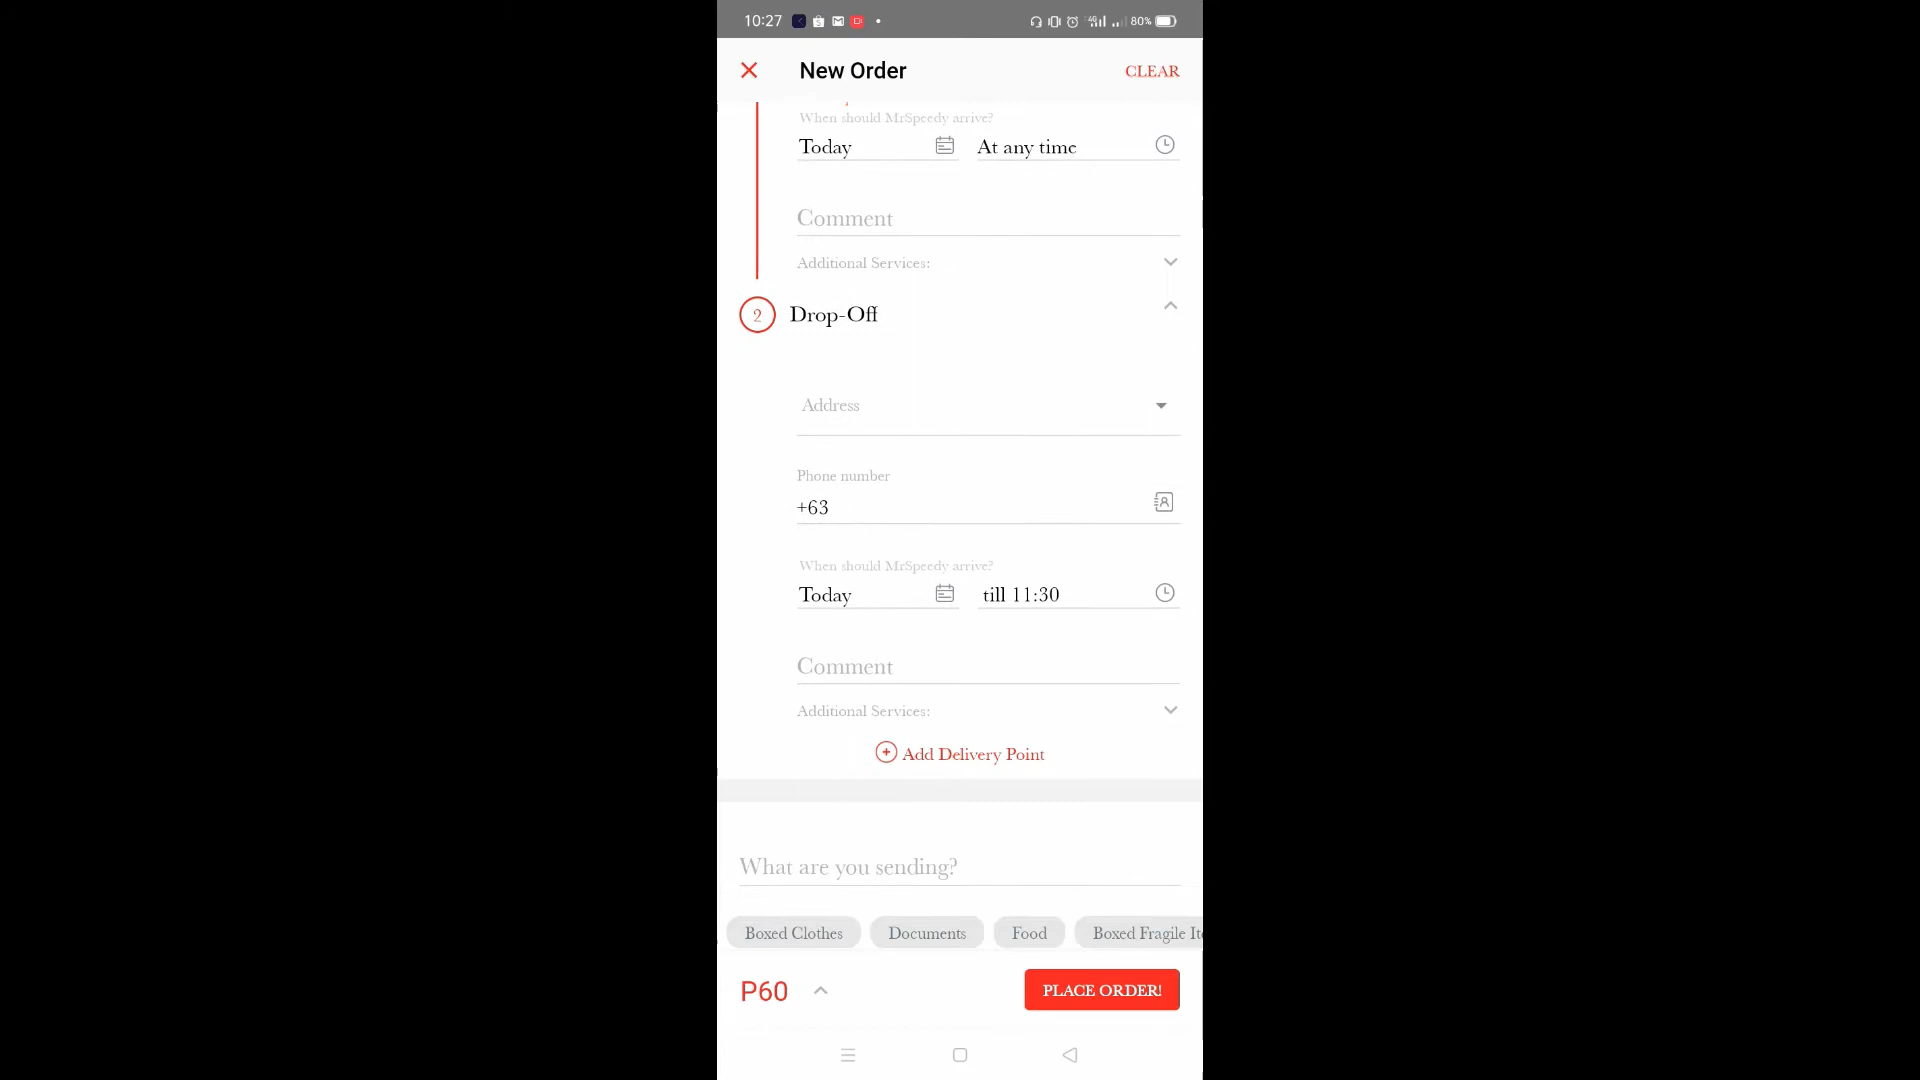 10:27 80%
New Order CLEAR
When should MrSpeedy arrive?
Today At any time
Comment
Additional Services:
2 Drop-Off
Address
Phone number
+63
When should MrSpeedy arrive?
Today till 11:30
Comment
Additional Services:
Add Delivery Point
What are you sending?
Boxed Clothes Documents Food Boxed Fragile Ite
P60 PLACE ORDER!